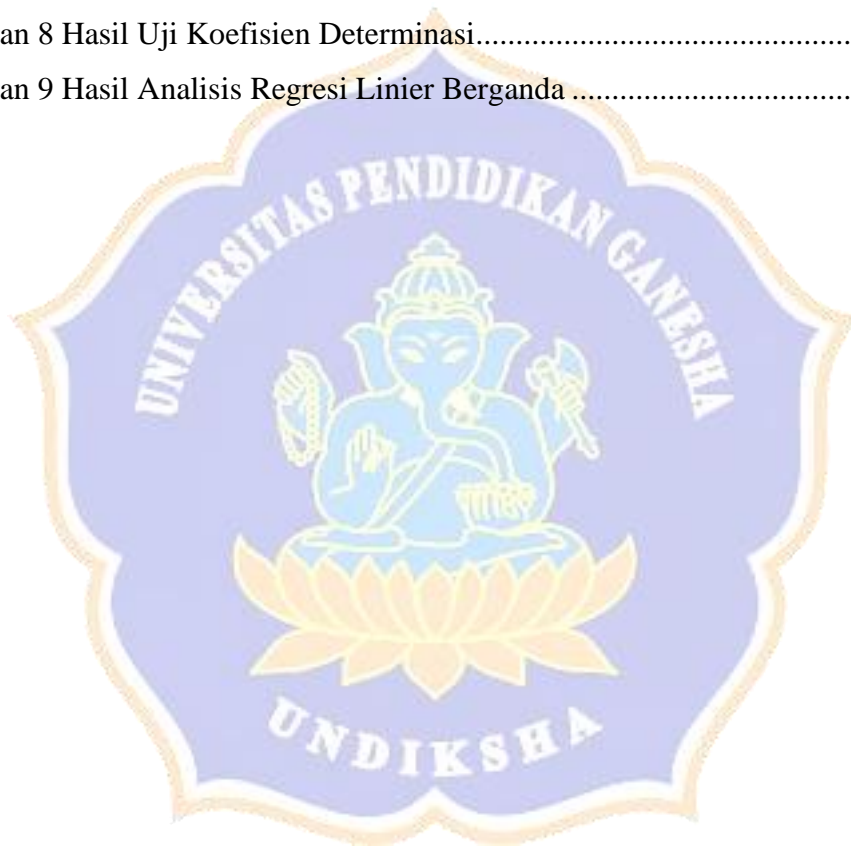 an 8 Hasil Uji Koefisien Determinasi................................................
an 9 Hasil Analisis Regresi Linier Berganda ...................................
UNIVERSITAS PENDIDIKAN GANESHA
UNDIKSHA